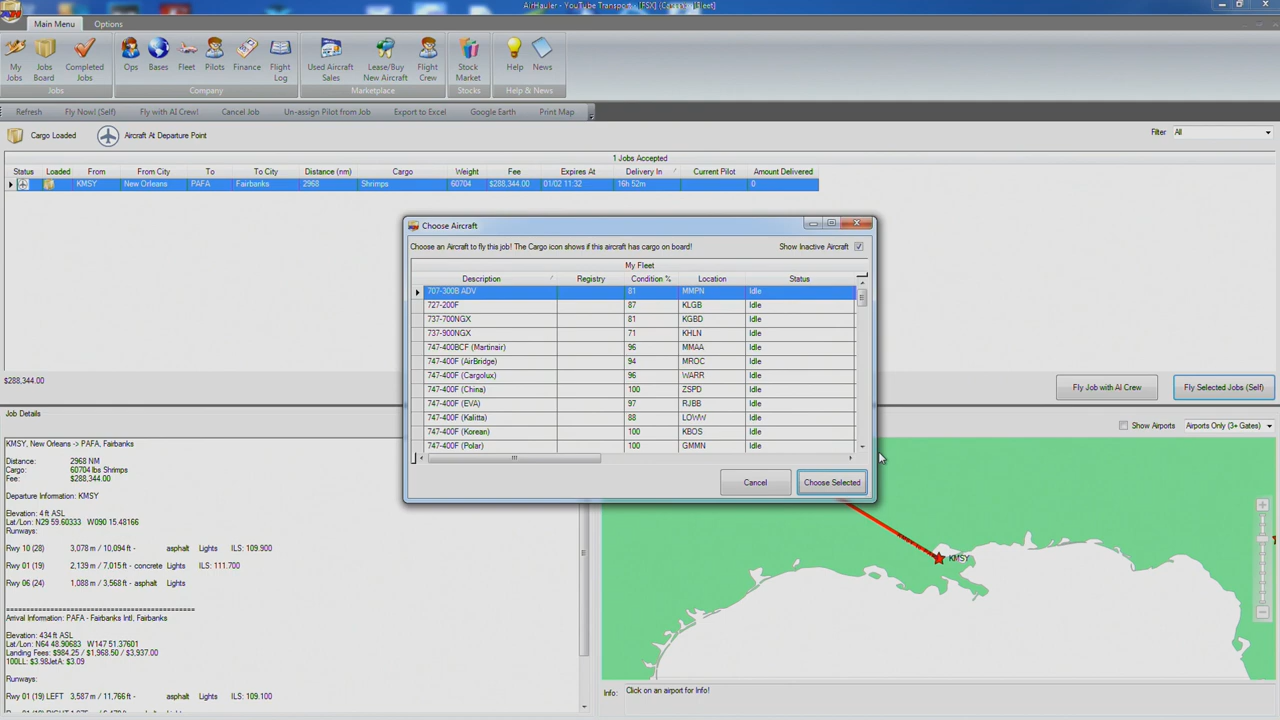 AirHauler - YouTube Transport - [FSX] (Cat
Fleet]
Main Menu Options
My Jobs
Jobs Board
Completed Jobs
Ops
Bases
Fleet
Pilots
Finance
Flight Log
Used Aircraft Sales
Lease/Buy New Aircraft
Flight Crew
Stock Market
Help
News
Jobs
Company
Marketplace
Stocks
Help & News
Refresh Fly Now! (Self) Fly with AI Crew! Cancel Job Un-assign Pilot from Job Export to Excel Google Earth Print Map
Cargo Loaded Aircraft At Departure Point Filter All
1 Jobs Accepted
Status Loaded From From City To To City Distance (nm) Cargo Weight Fee Expires At Delivery In Current Pilot Amount Delivered
KMSY New Orleans PAFA Fairbanks 2968 Shrimps 60704 $288,344.00 01/02 11:32 16h 52m 0
Choose Aircraft
Choose an Aircraft to fly this job! The Cargo icon shows if this aircraft has cargo on board! Show Inactive Aircraft
My Fleet
Description Registry Condition % Location Status
707-300B ADV 81 MMPN Idle
727-200F 87 KLGB Idle
737-700NGX 81 KGBD Idle
737-900NGX 71 KHLN Idle
747-400BCF (Martinair) 96 MMAA Idle
747-400F (AirBridge) 94 MROC Idle
747-400F (Cargolux) 96 WARR Idle
747-400F (China) 100 ZSPD Idle
747-400F (EVA) 97 RJBB Idle
747-400F (Kalitta) 88 LOWW Idle
747-400F (Korean) 100 KBOS Idle
747-400F (Polar) 100 GMMN Idle
Cancel Choose Selected
$288,344.00 Fly Job with AI Crew Fly Selected Jobs (Self)
Job Details
Show Airports Airports Only (3+ Gates)
KMSY, New Orleans -> PAFA, Fairbanks
Distance: 2968 NM
Cargo: 60704 lbs Shrimps
Fee: $288,344.00
Departure Information: KMSY
Elevation: 4 ft ASL
Lat/Lon: N29 59.60333 W090 15.48166
Runways:
Rwy 10 (28) 3,078 m / 10,094 ft - asphalt Lights ILS: 109.900
Rwy 01 (19) 2,139 m / 7,015 ft - concrete Lights ILS: 111.700
Rwy 06 (24) 1,088 m / 3,568 ft - asphalt Lights
===============================================
Arrival Information: PAFA - Fairbanks Intl, Fairbanks
Elevation: 434 ft ASL
Lat/Lon: N64 48.90683 W147 51.37601
Landing Fees: $984.25 / $1,968.50 / $3,937.00
100LL: $3.98JetA: $3.09
Runways:
Rwy 01 (19) LEFT 3,587 m / 11,766 ft - asphalt Lights ILS: 109.100
KMSY
Info: Click on an airport for Info!